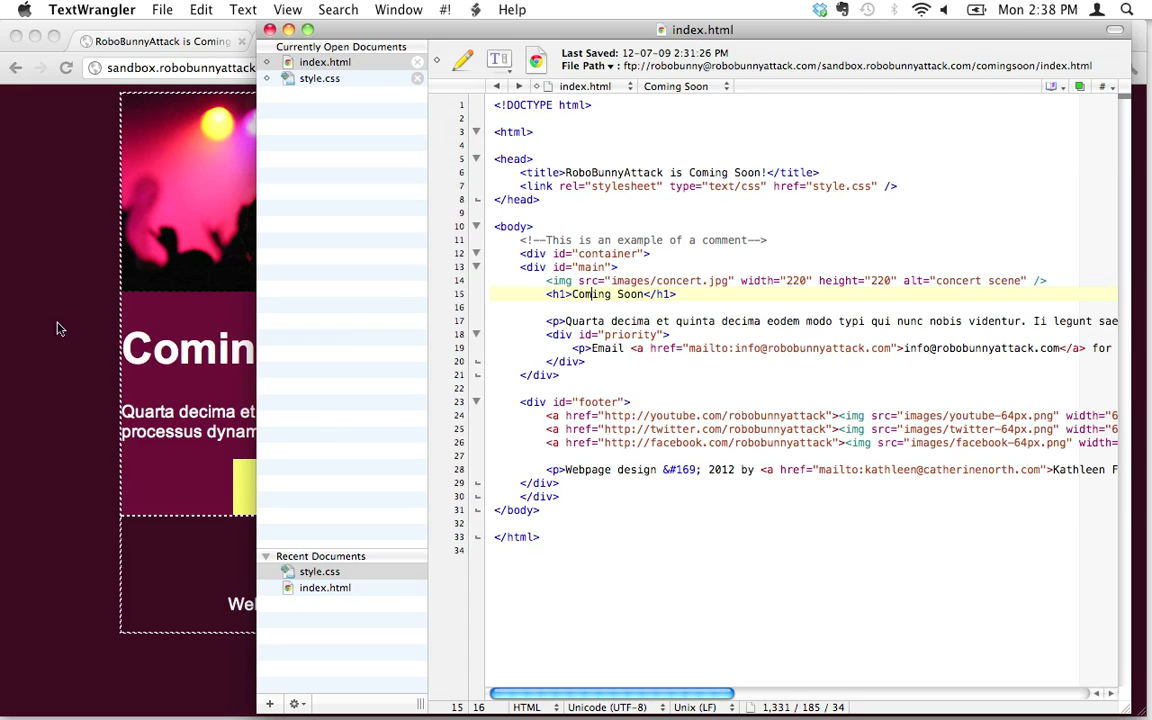 TextWrangler File Edit Text View Search Window Help Mon 2:38 PM
RoboBunnyAttack is Coming
sandbox.robobunnyattack
Comin
Quarta decima et
processus dynam
We
index.html
Currently Open Documents
index.html
style.css
Recent Documents
style.css
index.html
Last Saved: 12-07-09 2:31:26 PM
File Path ▾ : ftp://robobunny@robobunnyattack.com/sandbox.robobunnyattack.com/comingsoon/index.html
index.html Coming Soon #
1 <!DOCTYPE html>
2
3 <html>
4
5 <head>
6 <title>RoboBunnyAttack is Coming Soon!</title>
7 <link rel="stylesheet" type="text/css" href="style.css" />
8 </head>
9
10 <body>
11 <!--This is an example of a comment-->
12 <div id="container">
13 <div id="main">
14 <img src="images/concert.jpg" width="220" height="220" alt="concert scene" />
15 <h1>Coming Soon</h1>
16
17 <p>Quarta decima et quinta decima eodem modo typi qui nunc nobis videntur. Ii legunt sae
18 <div id="priority">
19 <p>Email <a href="mailto:info@robobunnyattack.com">info@robobunnyattack.com</a> for
20 </div>
21 </div>
22
23 <div id="footer">
24 <a href="http://youtube.com/robobunnyattack"><img src="images/youtube-64px.png" width="6
25 <a href="http://twitter.com/robobunnyattack"><img src="images/twitter-64px.png" width="6
26 <a href="http://facebook.com/robobunnyattack"><img src="images/facebook-64px.png" width=
27
28 <p>Webpage design &#169; 2012 by <a href="mailto:kathleen@catherinenorth.com">Kathleen F
29 </div>
30 </div>
31 </body>
32
33 </html>
34
15 16 HTML Unicode (UTF-8) Unix (LF) 1,331 / 185 / 34